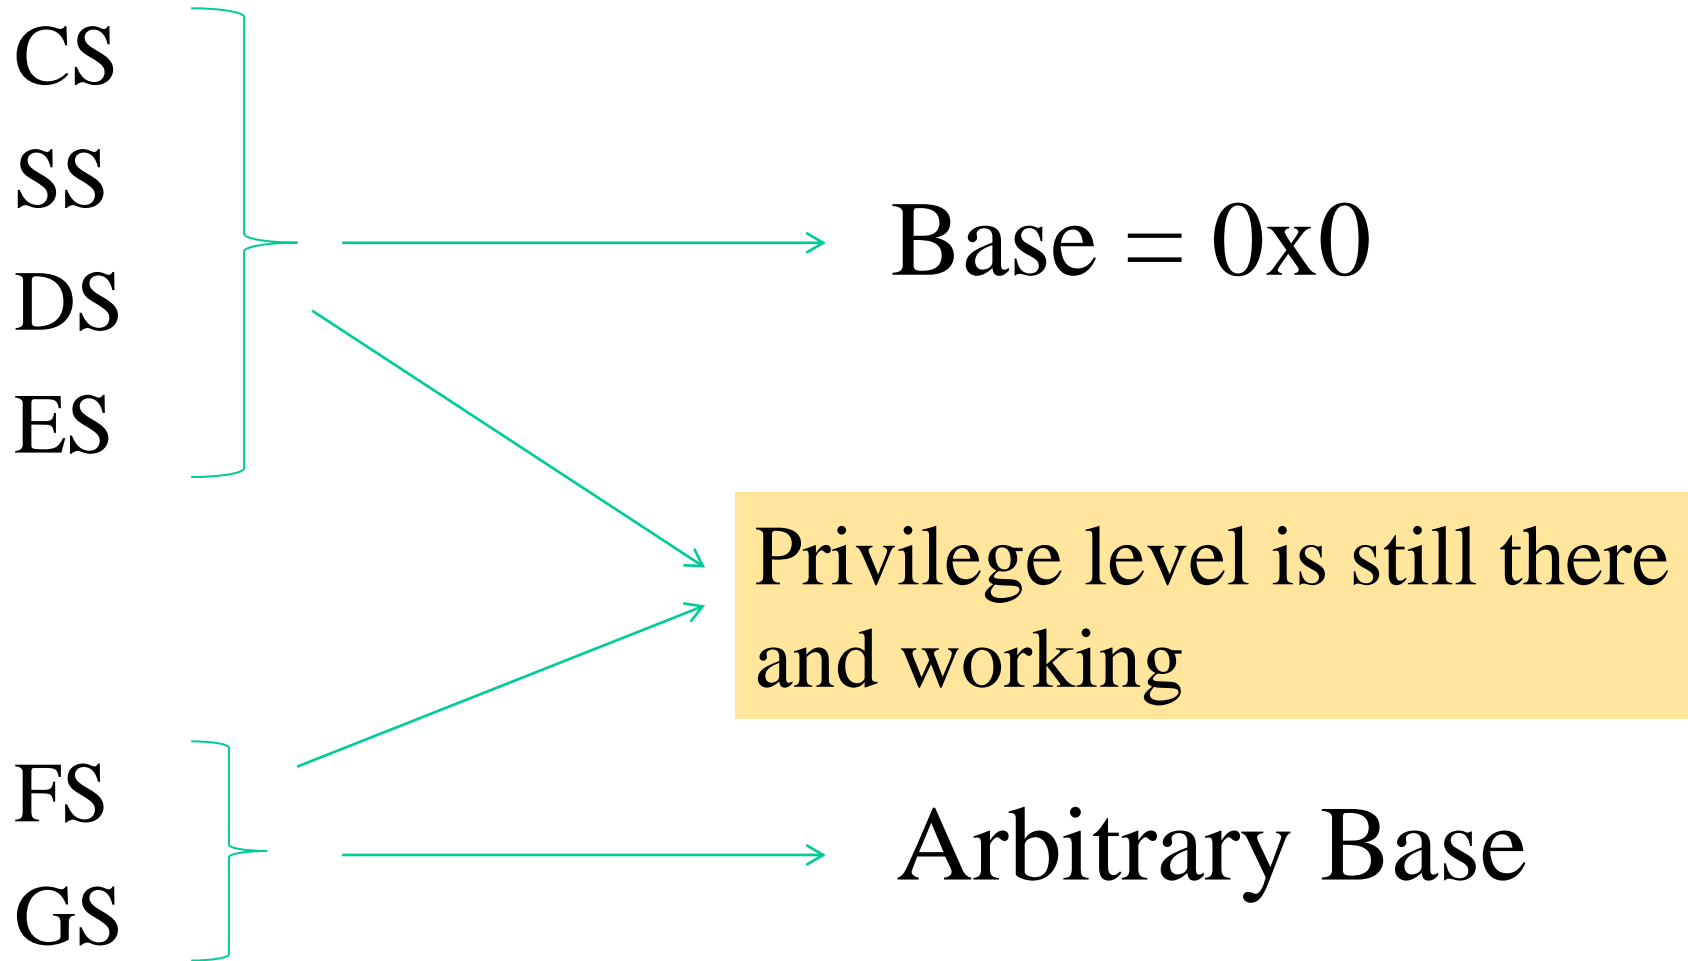 CS
SS
DS
ES
Base = 0x0
Privilege level is still there
and working
FS
GS
Arbitrary Base